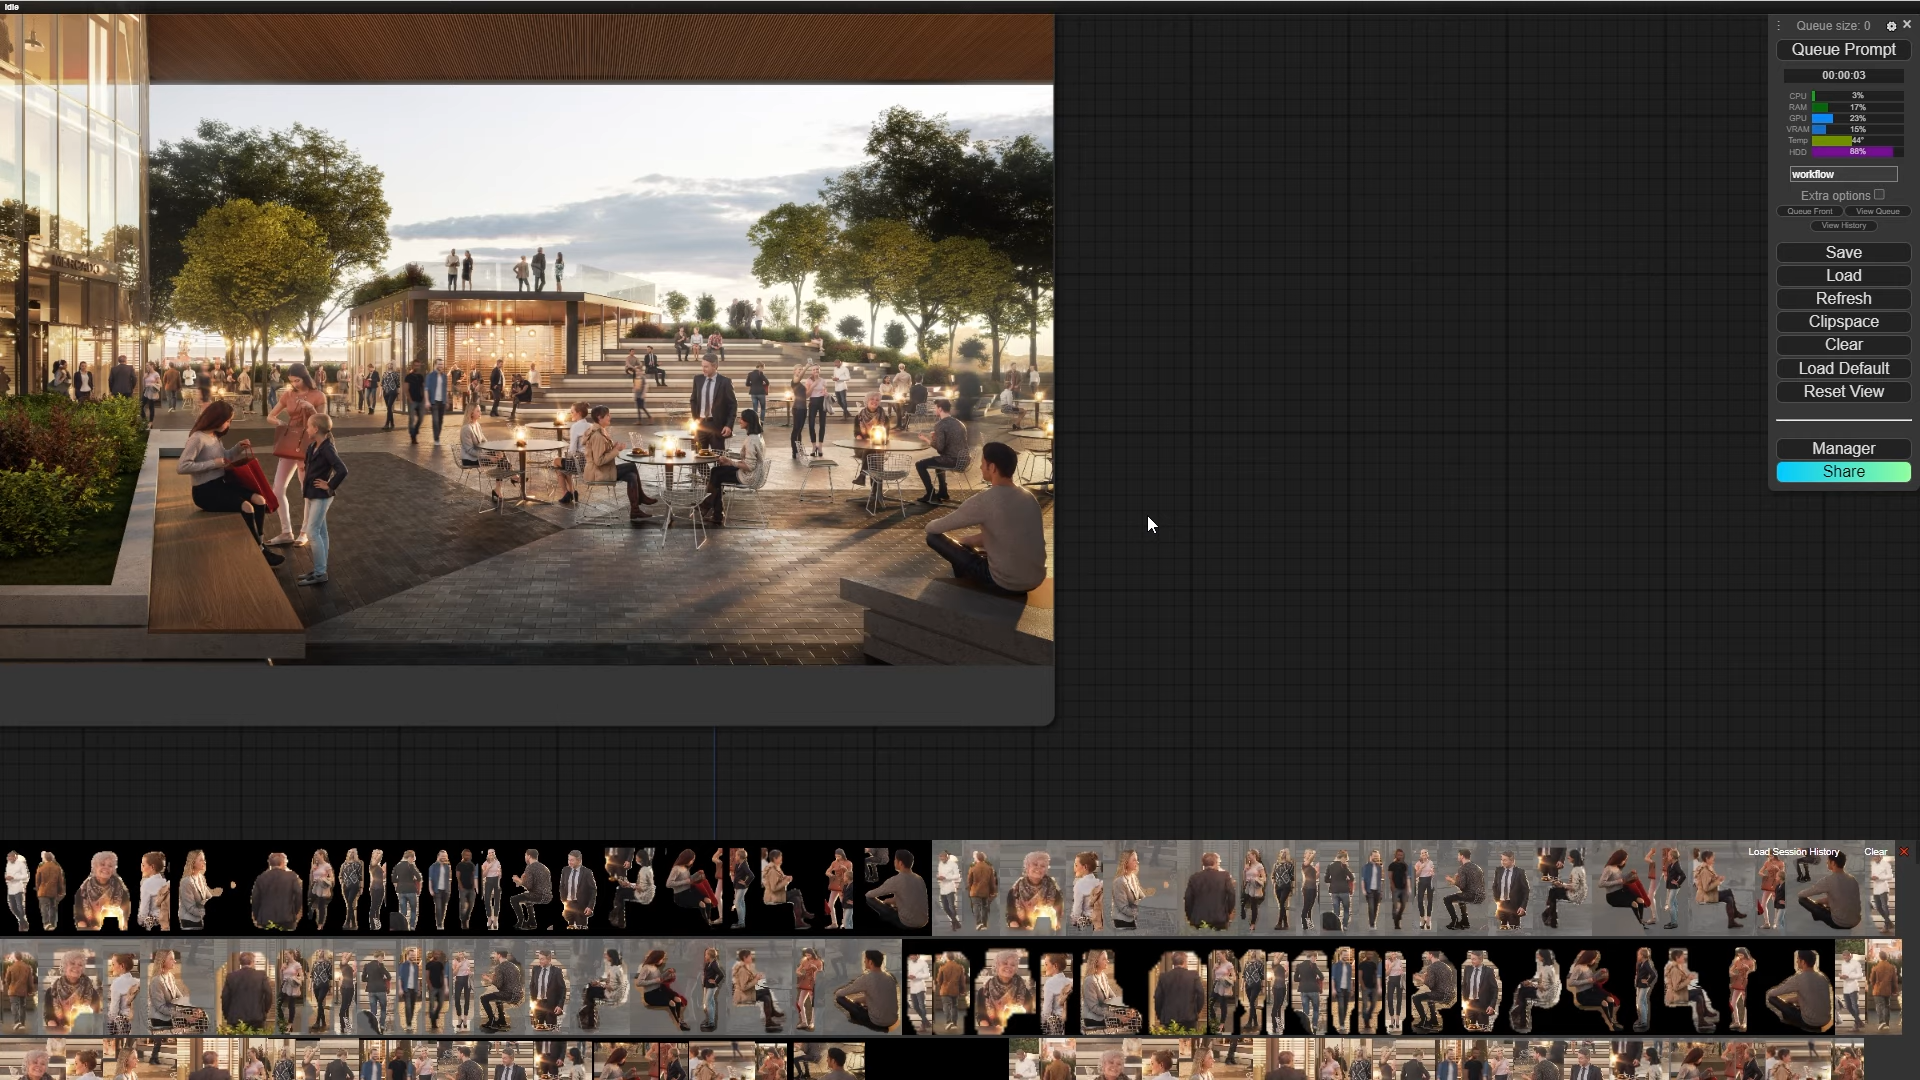 Idle
Queue size: 0
Queue Prompt
00:00:03
CPU 3%
RAM 17%
GPU 23%
VRAM 15%
Temp 44°
HDD 88%
workflow
Extra options
Queue Front View Queue
View History
Save
Load
Refresh
Clipspace
Clear
Load Default
Reset View
Manager
Share
MERCADO
Load Session History Clear